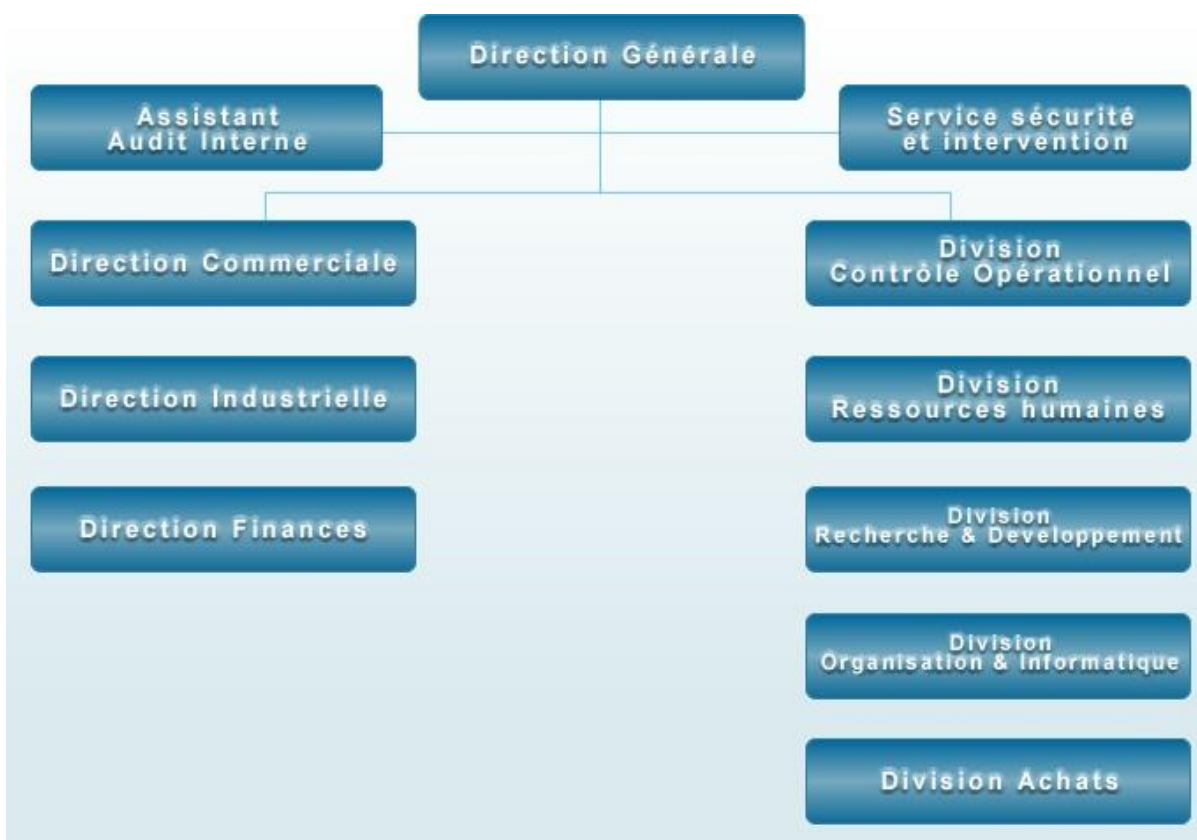 Direction Générale
Assistant
Audit Interne
Service sécurité
et intervention
Direction Commerciale
Division
Contrôle Opérationnel
Direction Industrielle
Division
Ressources humaines
Direction Finances
Division
Recherche & Developpement
Division
Organisation & Informatique
Division Achats